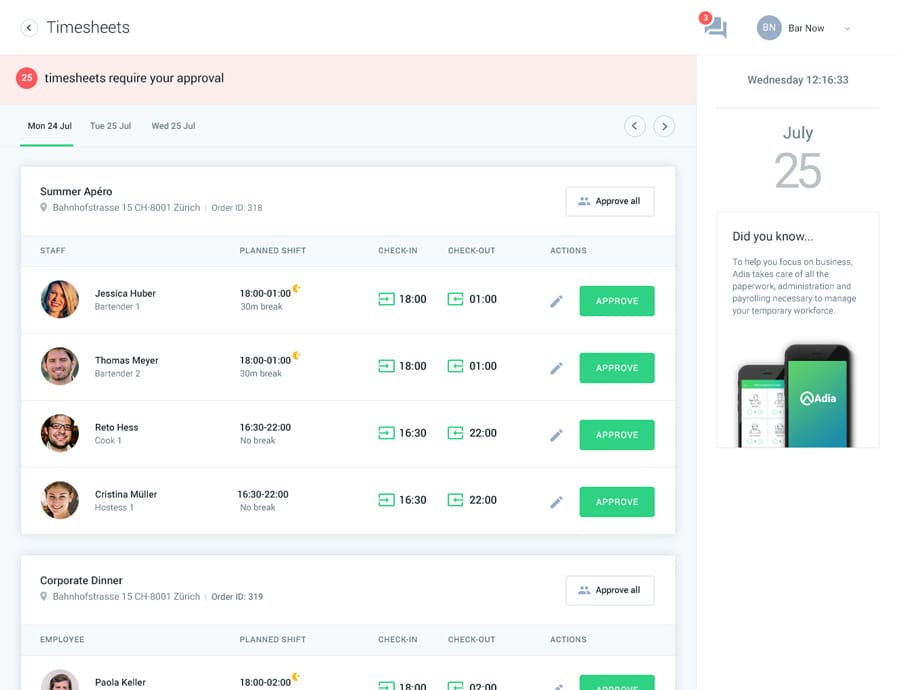 Timesheets
3
BN
Bar Now
25 timesheets require your approval
Wednesday 12:16:33
Mon 24 Jul
Tue 25 Jul
Wed 25 Jul
July
25
Summer Apéro
Bahnhofstrasse 15 CH-8001 Zürich | Order ID: 318
Approve all
STAFF PLANNED SHIFT CHECK-IN CHECK-OUT ACTIONS
Jessica Huber
Bartender 1
18:00-01:00
30m break
18:00
01:00
APPROVE
Thomas Meyer
Bartender 2
18:00-01:00
30m break
18:00
01:00
APPROVE
Reto Hess
Cook 1
16:30-22:00
No break
16:30
22:00
APPROVE
Cristina Müller
Hostess 1
16:30-22:00
No break
16:30
22:00
APPROVE
Corporate Dinner
Bahnhofstrasse 15 CH-8001 Zürich | Order ID: 319
Approve all
EMPLOYEE PLANNED SHIFT CHECK-IN CHECK-OUT ACTIONS
Paola Keller
18:00-02:00
18:00
02:00
APPROVE
Did you know...
To help you focus on business,
Adia takes care of all the
paperwork, administration and
payrolling necessary to manage
your temporary workforce.
Adia